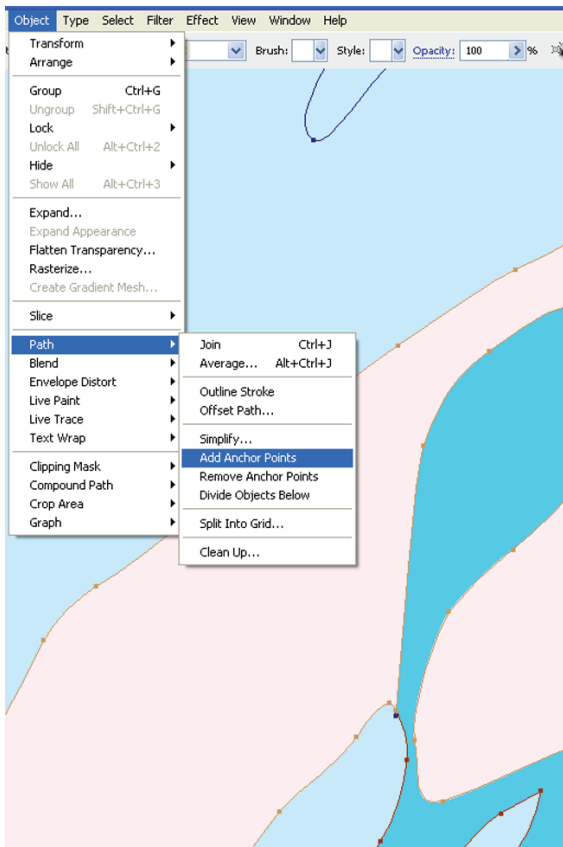 Object Type Select Filter Effect View Window Help
Brush: Style: Opacity: 100 %
Transform
Arrange
Group Ctrl+G
Ungroup Shift+Ctrl+G
Lock
Unlock All Alt+Ctrl+2
Hide
Show All Alt+Ctrl+3
Expand...
Expand Appearance
Flatten Transparency...
Rasterize...
Create Gradient Mesh...
Slice
Path
Blend
Envelope Distort
Live Paint
Live Trace
Text Wrap
Clipping Mask
Compound Path
Crop Area
Graph
Join Ctrl+J
Average... Alt+Ctrl+J
Outline Stroke
Offset Path...
Simplify...
Add Anchor Points
Remove Anchor Points
Divide Objects Below
Split Into Grid...
Clean Up...